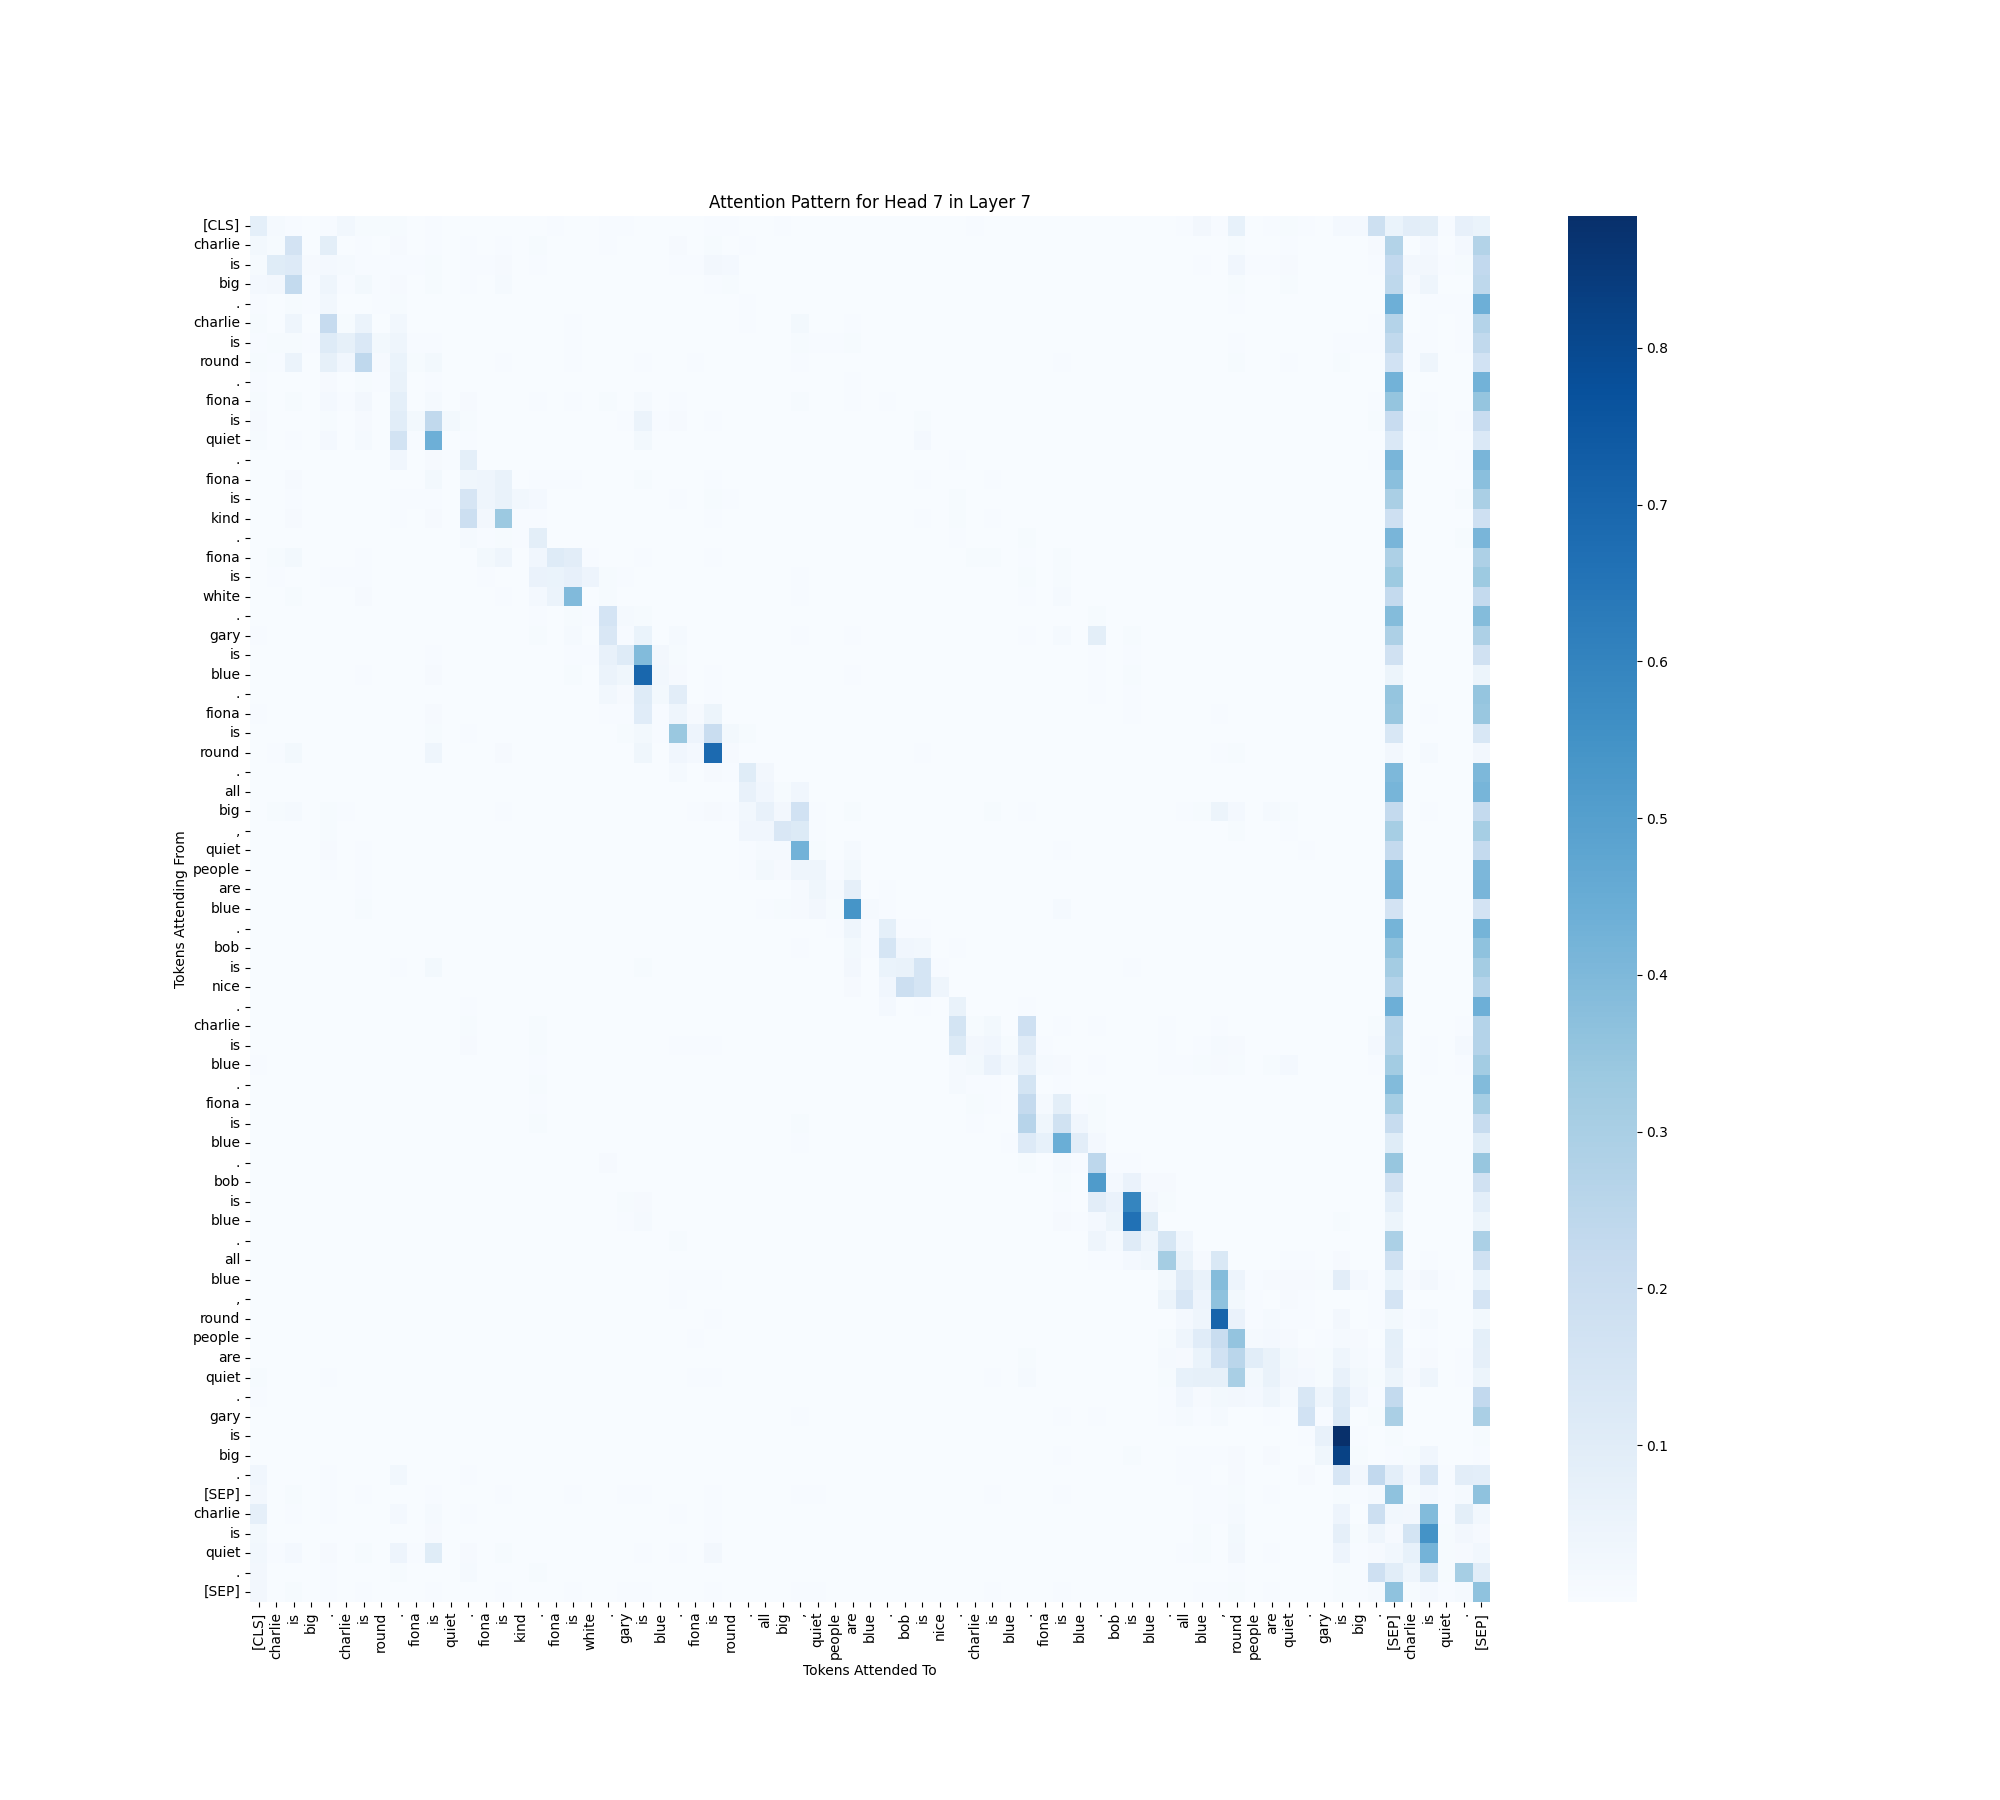 Attention Pattern for Head 7 in Layer 7
[CLS]
charlie
is
big
.
charlie
is
round
.
fiona
is
quiet
.
fiona
is
kind
.
fiona
is
white
.
gary
is
blue
.
fiona
is
round
.
all
big
,
quiet
people
are
blue
.
bob
is
nice
.
charlie
is
blue
.
fiona
is
blue
.
bob
is
blue
.
all
blue
,
round
people
are
quiet
.
gary
is
big
.
[SEP]
charlie
is
quiet
.
[SEP]
Tokens Attending From
[CLS]
charlie
is
big
.
charlie
is
round
.
fiona
is
quiet
.
fiona
is
kind
.
fiona
is
white
.
gary
is
blue
.
fiona
is
round
.
all
big
,
quiet
people
are
blue
.
bob
is
nice
.
charlie
is
blue
.
fiona
is
blue
.
bob
is
blue
.
all
blue
,
round
people
are
quiet
.
gary
is
big
.
[SEP]
charlie
is
quiet
.
[SEP]
Tokens Attended To
0.8
0.7
0.6
0.5
0.4
0.3
0.2
0.1